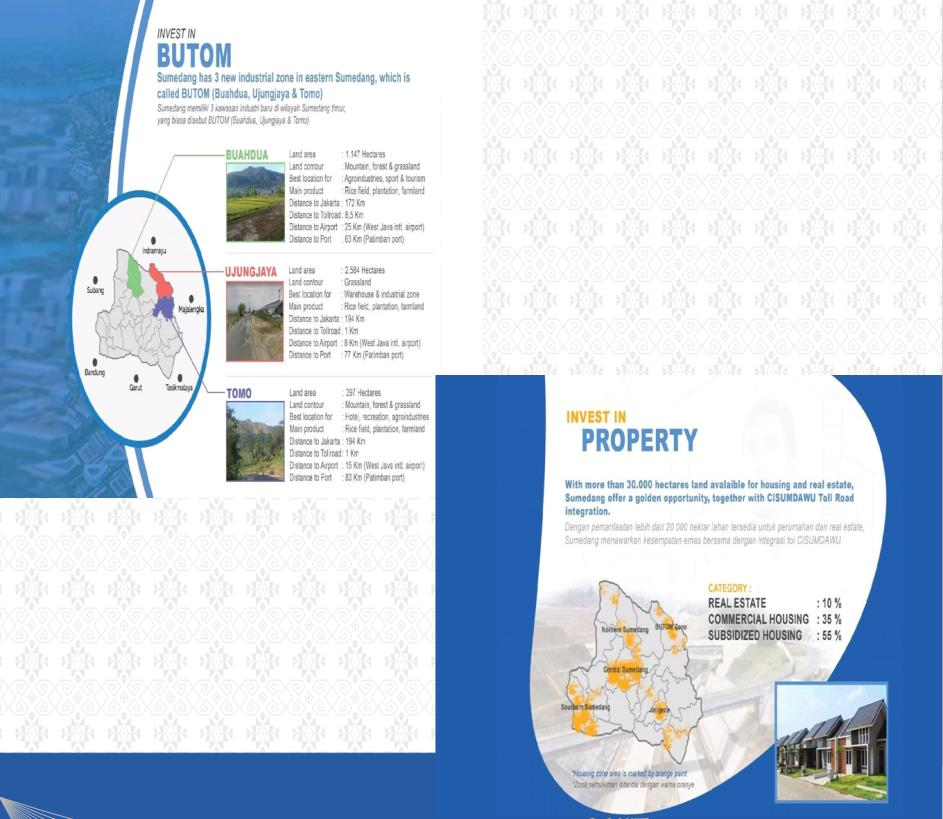 INVEST IN
BUTOM
Sumedang has 3 new industrial zone in eastern Sumedang, which is
called BUTOM (Buahdua, Ujungjaya & Tomo)
Sumedang memiliki 3 kawasan industri baru di wilayah Sumedang timur,
yang biasa disebut BUTOM (Buahdua, Ujungjaya & Tomo)
BUAHDUA
Land area : 1.147 Hectares
Land contour : Mountain, forest & grassland
Best location for : Agroindustries, sport & tourism
Main product : Rice field, plantation, farmland
Distance to Jakarta : 172 Km
Distance to Tollroad : 8,5 Km
Distance to Airport : 25 Km (West Java intl. airport)
Distance to Port : 63 Km (Patimban port)
UJUNGJAYA
Land area : 2.584 Hectares
Land contour : Grassland
Best location for : Warehouse & industrial zone
Main product : Rice field, plantation, farmland
Distance to Jakarta : 194 Km
Distance to Tollroad : 1 Km
Distance to Airport : 8 Km (West Java intl. airport)
Distance to Port : 77 Km (Patimban port)
TOMO
Land area : 397 Hectares
Land contour : Mountain, forest & grassland
Best location for : Hotel, recreation, agroindustries
Main product : Rice field, plantation, farmland
Distance to Jakarta : 194 Km
Distance to Tollroad : 1 Km
Distance to Airport : 15 Km (West Java intl. airport)
Distance to Port : 83 Km (Patimban port)
Indramayu
Subang
Majalengka
Bandung
Garut
Tasikmalaya
INVEST IN
PROPERTY
With more than 30.000 hectares land avalaible for housing and real estate,
Sumedang offer a golden opportunity, together with CISUMDAWU Toll Road
integration.
Dengan pemanfaatan lebih dari 20 000 hektar lahan tersedia untuk perumahan dan real estate,
Sumedang menawarkan kesempatan emas bersama dengan integrasi tol CISUMDAWU.
CATEGORY :
REAL ESTATE : 10 %
COMMERCIAL HOUSING : 35 %
SUBSIDIZED HOUSING : 55 %
Northern Sumedang
BUTOM Zone
Central Sumedang
Southern Sumedang
*Housing zone area is marked by orange point
*Zona pemukiman ditandai dengan warna oranye